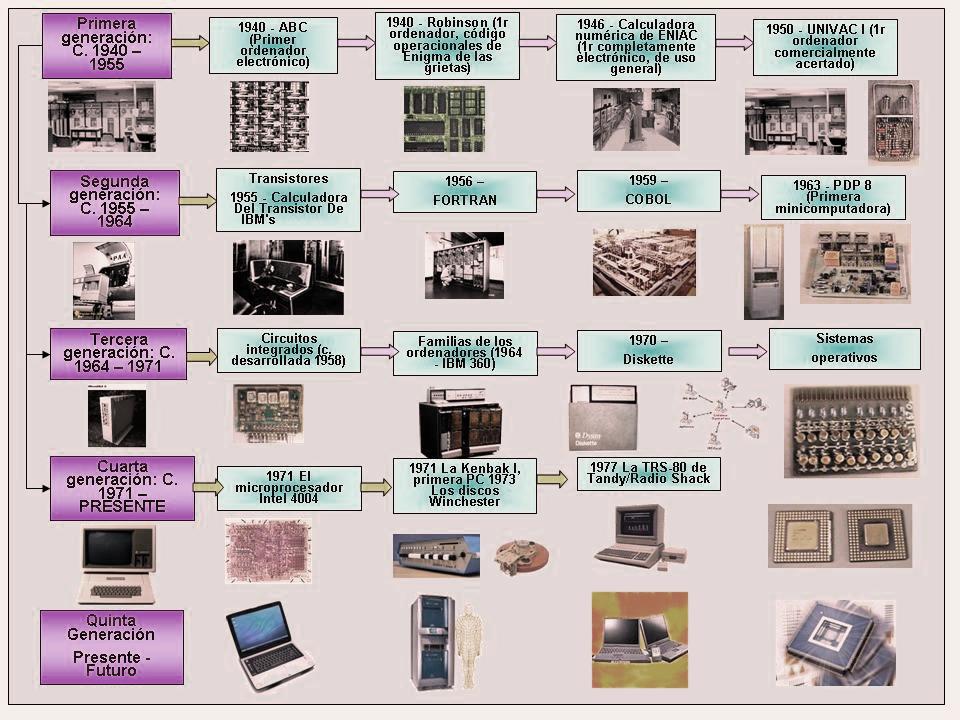 Primera
generación:
C. 1940 –
1955
1940 - ABC
(Primer
ordenador
electrónico)
1940 - Robinson (1r
ordenador, código
operacionales de
Enigma de las
grietas)
1946 - Calculadora
numérica de ENIAC
(1r completamente
electrónico, de uso
general)
1950 - UNIVAC I (1r
ordenador
comercialmente
acertado)
Segunda
generación:
C. 1955 –
1964
Transistores
1955 - Calculadora
Del Transistor De
IBM's
1956 –
FORTRAN
1959 –
COBOL
1963 - PDP 8
(Primera
minicomputadora)
Tercera
generación: C.
1964 – 1971
Circuitos
integrados (c.
desarrollada 1958)
Familias de los
ordenadores (1964
- IBM 360)
1970 –
Diskette
Sistemas
operativos
Dysan
Diskette
Cuarta
generación: C.
1971 –
PRESENTE
1971 El
microprocesador
Intel 4004
1971 La Kenbak I,
primera PC 1973
Los discos
Winchester
1977 La TRS-80 de
Tandy/Radio Shack
Quinta
Generación
Presente -
Futuro